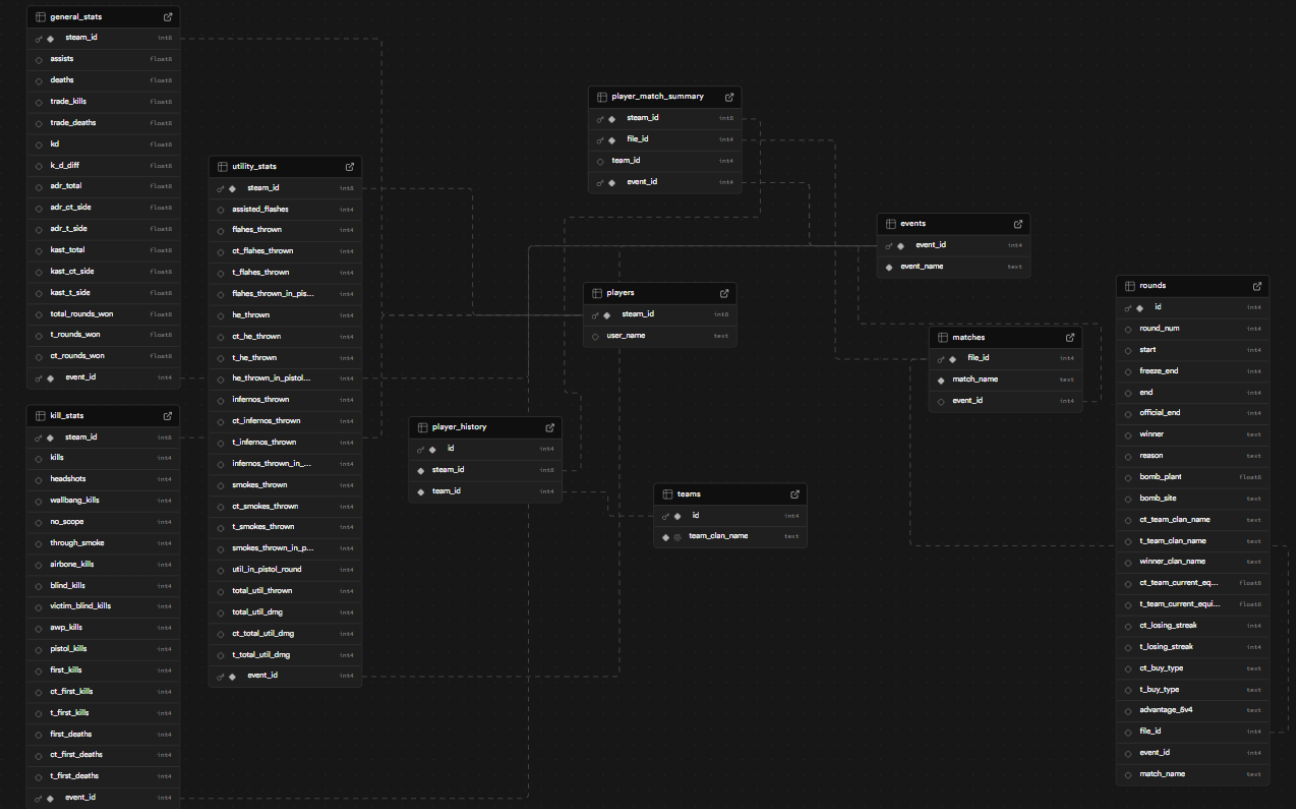 general_stats
steam_id int8
assists float8
deaths float8
trade_kills float8
trade_deaths float8
kd float8
k_d_diff float8
adr_total float8
adr_ct_side float8
adr_t_side float8
kast_total float8
kast_ct_side float8
kast_t_side float8
total_rounds_won float8
t_rounds_won float8
ct_rounds_won float8
event_id int4
kill_stats
steam_id int8
kills int4
headshots int4
wallbang_kills int4
no_scope int4
through_smoke int4
airbone_kills int4
blind_kills int4
victim_blind_kills int4
awp_kills int4
pistol_kills int4
first_kills int4
ct_first_kills int4
t_first_kills int4
first_deaths int4
ct_first_deaths int4
t_first_deaths int4
event_id int4
utility_stats
steam_id int8
assisted_flashes int4
flahes_thrown int4
ct_flahes_thrown int4
t_flahes_thrown int4
flahes_thrown_in_pis... int4
he_thrown int4
ct_he_thrown int4
t_he_thrown int4
he_thrown_in_pistol... int4
infernos_thrown int4
ct_infernos_thrown int4
t_infernos_thrown int4
infernos_thrown_in_... int4
smokes_thrown int4
ct_smokes_thrown int4
t_smokes_thrown int4
smokes_thrown_in_p... int4
util_in_pistol_round int4
total_util_thrown int4
total_util_dmg int4
ct_total_util_dmg int4
t_total_util_dmg int4
event_id int4
player_match_summary
steam_id int8
file_id int4
team_id int4
event_id int4
players
steam_id int8
user_name text
player_history
id int4
steam_id int8
team_id int4
teams
id int4
team_clan_name text
events
event_id int4
event_name text
matches
file_id int4
match_name text
event_id int4
rounds
id int4
round_num int4
start int4
freeze_end int4
end int4
official_end int4
winner text
reason text
bomb_plant float8
bomb_site text
ct_team_clan_name text
t_team_clan_name text
winner_clan_name text
ct_team_current_eq... float8
t_team_current_equi... float8
ct_losing_streak int4
t_losing_streak int4
ct_buy_type text
t_buy_type text
advantage_5v4 text
file_id int4
event_id int4
match_name text